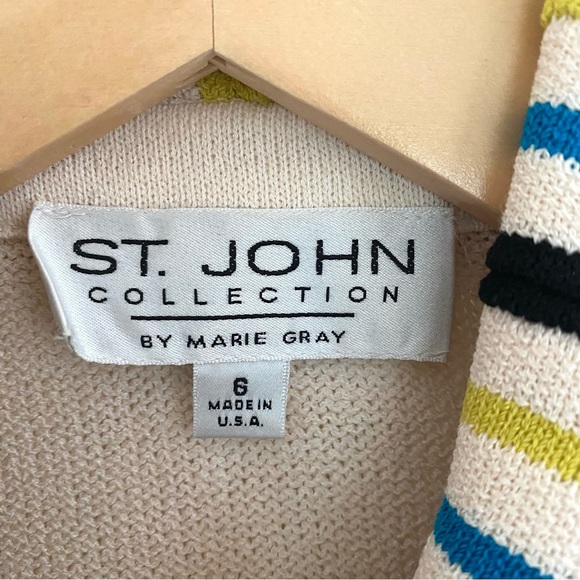 ST. JOHN
COLLECTION
BY MARIE GRAY
6
MADE IN
U.S.A.